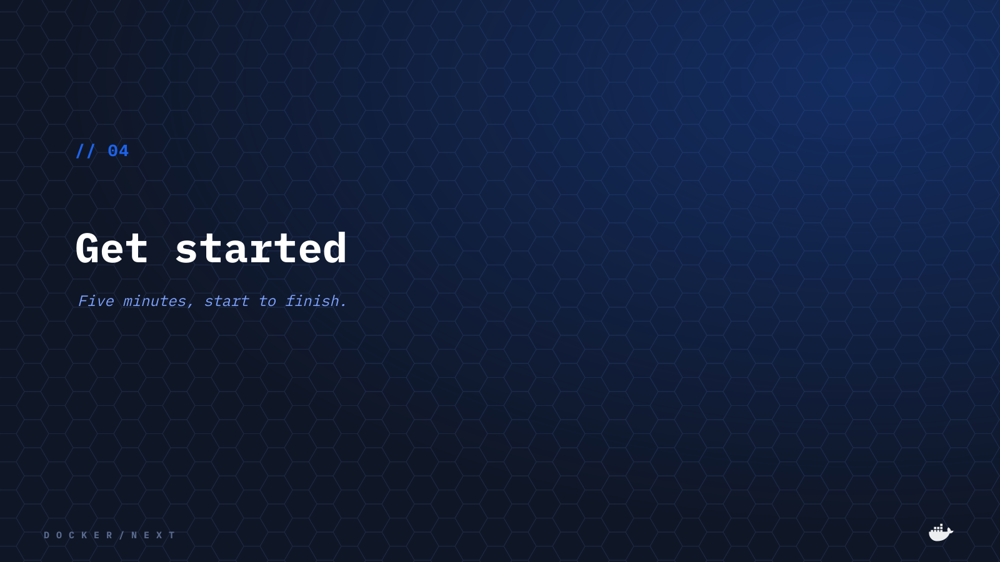 // 04
Get started
Five minutes, start to finish.
DOCKER/NEXT